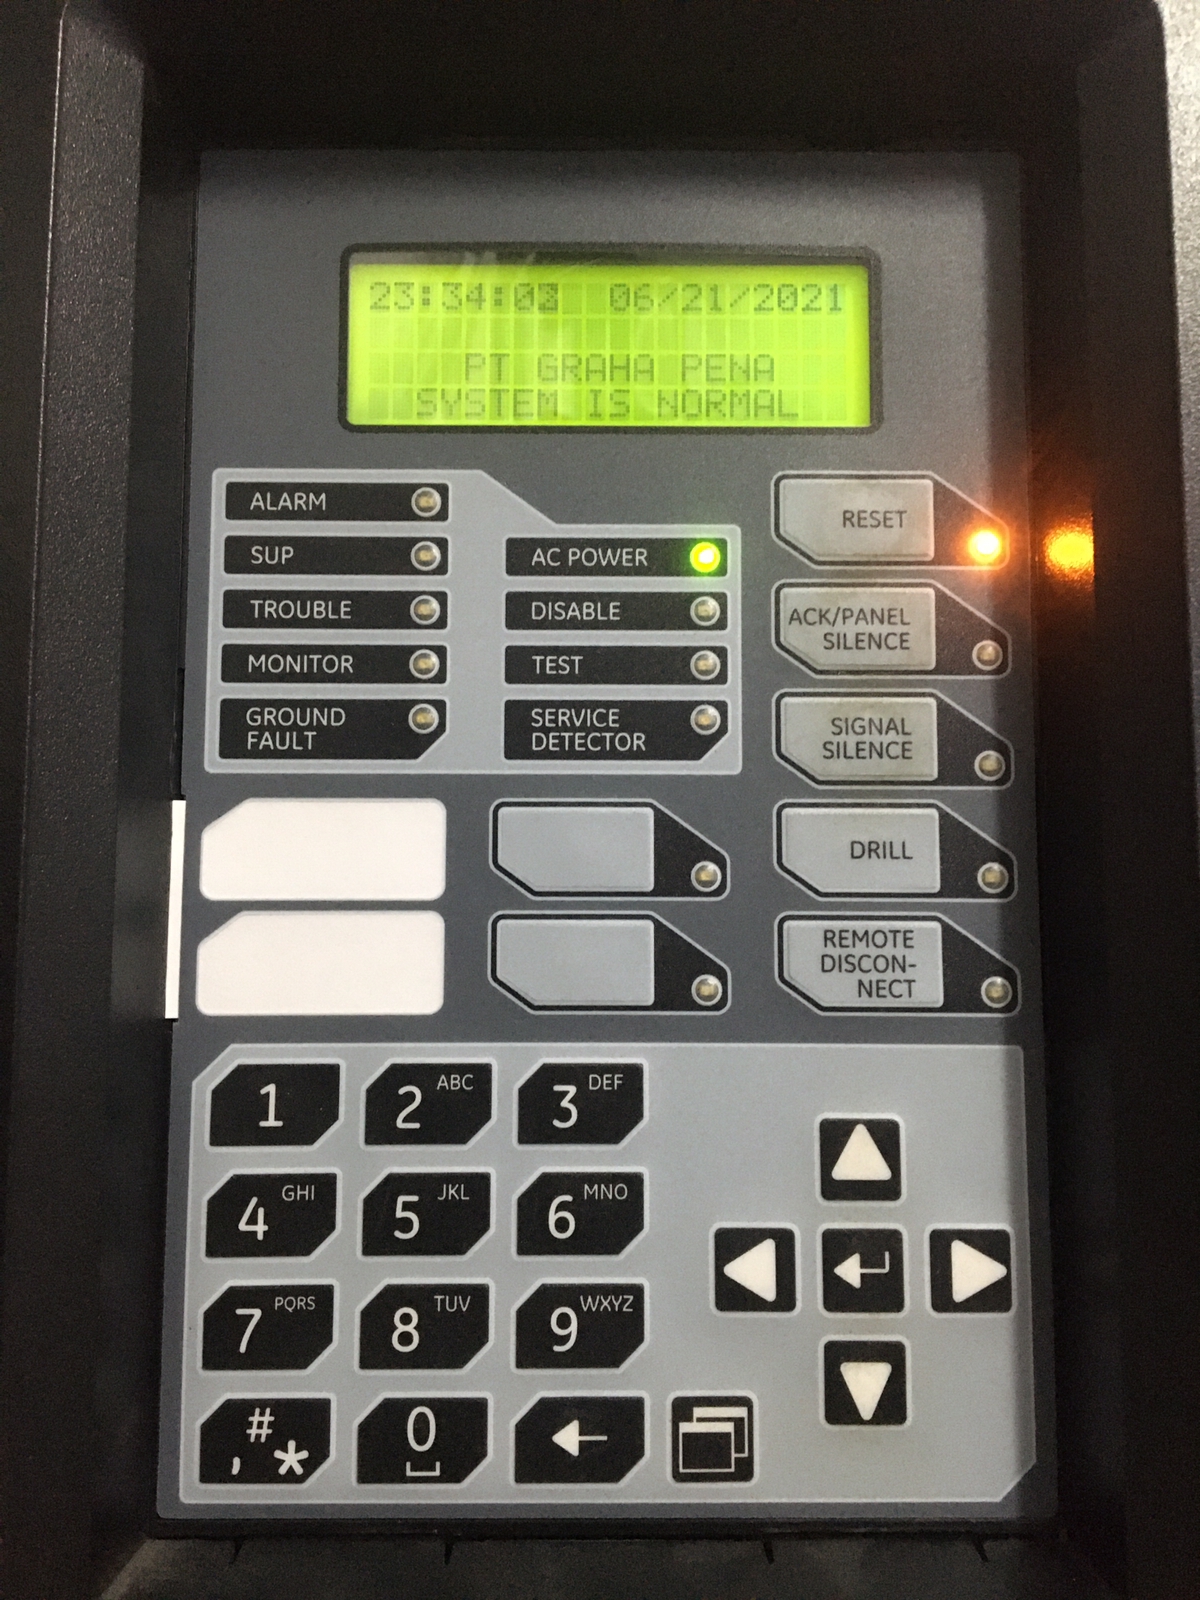 23:34:03 06/21/2021
PT GRAHA PENA
SYSTEM IS NORMAL
ALARM
SUP
TROUBLE
MONITOR
GROUND
FAULT
AC POWER
DISABLE
TEST
SERVICE
DETECTOR
RESET
ACK/PANEL
SILENCE
SIGNAL
SILENCE
DRILL
REMOTE
DISCON-
NECT
1
2 ABC
3 DEF
4 GHI
5 JKL
6 MNO
7 PQRS
8 TUV
9 WXYZ
, # *
0